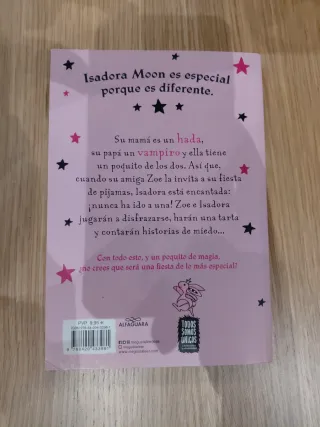 Isadora Moon es especial
porque es diferente.
Su mamá es un hada,
su papá un vampiro y ella tiene
un poquito de los dos. Así que,
cuando su amiga Zoe la invita a su fiesta
de pijamas, Isadora está encantada:
¡nunca ha ido a una! Zoe e Isadora
jugarán a disfrazarse, harán una tarta
y contarán historias de miedo...
Con todo esto, y un poquito de magia,
¿no crees que será una fiesta de lo más especial?
ALFAGUARA
TODOS
SOMOS
ÚNICOS